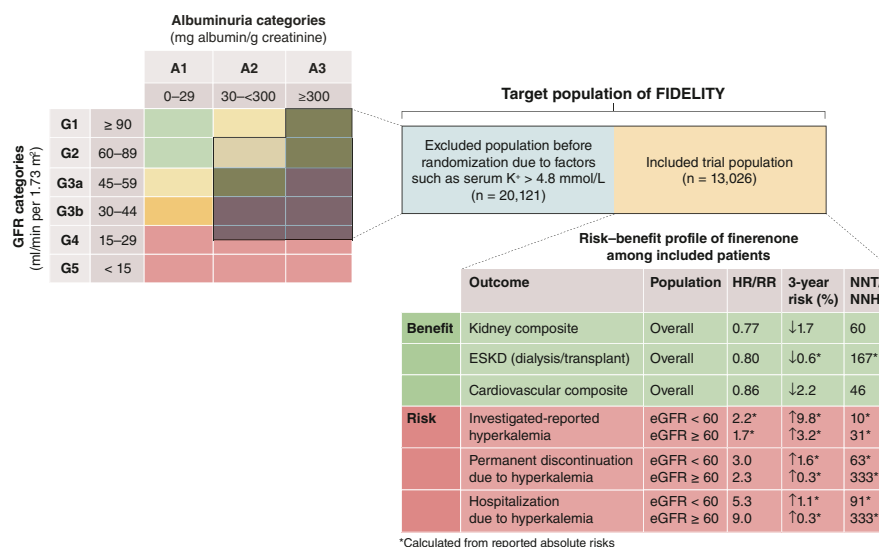 Albuminuria categories
(mg albumin/g creatinine)
A1 A2 A3
0–29 30–<300 ≥300
GFR categories
(ml/min per 1.73 m²)
G1 ≥ 90
G2 60–89
G3a 45–59
G3b 30–44
G4 15–29
G5 < 15
Target population of FIDELITY
Excluded population before
randomization due to factors
such as serum K⁺ > 4.8 mmol/L
(n = 20,121)
Included trial population
(n = 13,026)
Risk–benefit profile of finerenone
among included patients
Outcome Population HR/RR 3-year risk (%) NNT/ NNH
Benefit Kidney composite Overall 0.77 ↓1.7 60
ESKD (dialysis/transplant) Overall 0.80 ↓0.6* 167*
Cardiovascular composite Overall 0.86 ↓2.2 46
Risk Investigated-reported eGFR < 60 2.2* ↑9.8* 10*
hyperkalemia eGFR ≥ 60 1.7* ↑3.2* 31*
Permanent discontinuation eGFR < 60 3.0 ↑1.6* 63*
due to hyperkalemia eGFR ≥ 60 2.3 ↑0.3* 333*
Hospitalization eGFR < 60 5.3 ↑1.1* 91*
due to hyperkalemia eGFR ≥ 60 9.0 ↑0.3* 333*
*Calculated from reported absolute risks